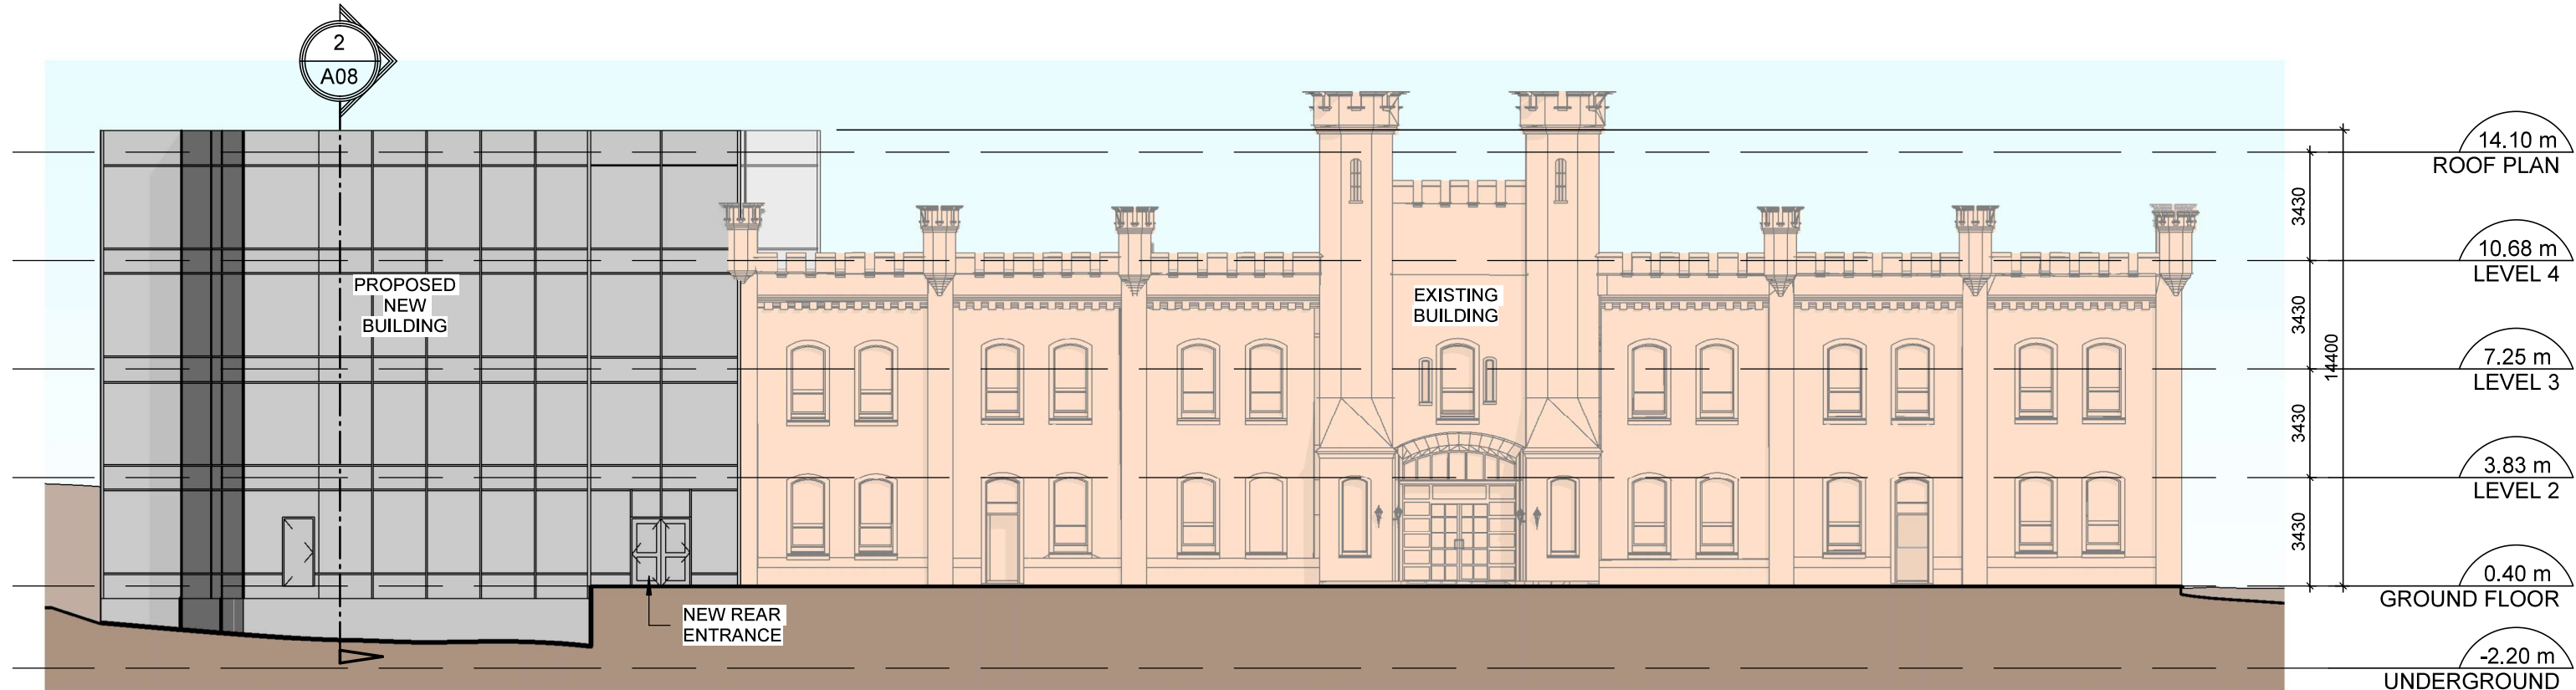 2
A08
PROPOSED
NEW
BUILDING
EXISTING
BUILDING
NEW REAR
ENTRANCE
3430
3430
3430
3430
14400
14.10 m
ROOF PLAN
10.68 m
LEVEL 4
7.25 m
LEVEL 3
3.83 m
LEVEL 2
0.40 m
GROUND FLOOR
-2.20 m
UNDERGROUND